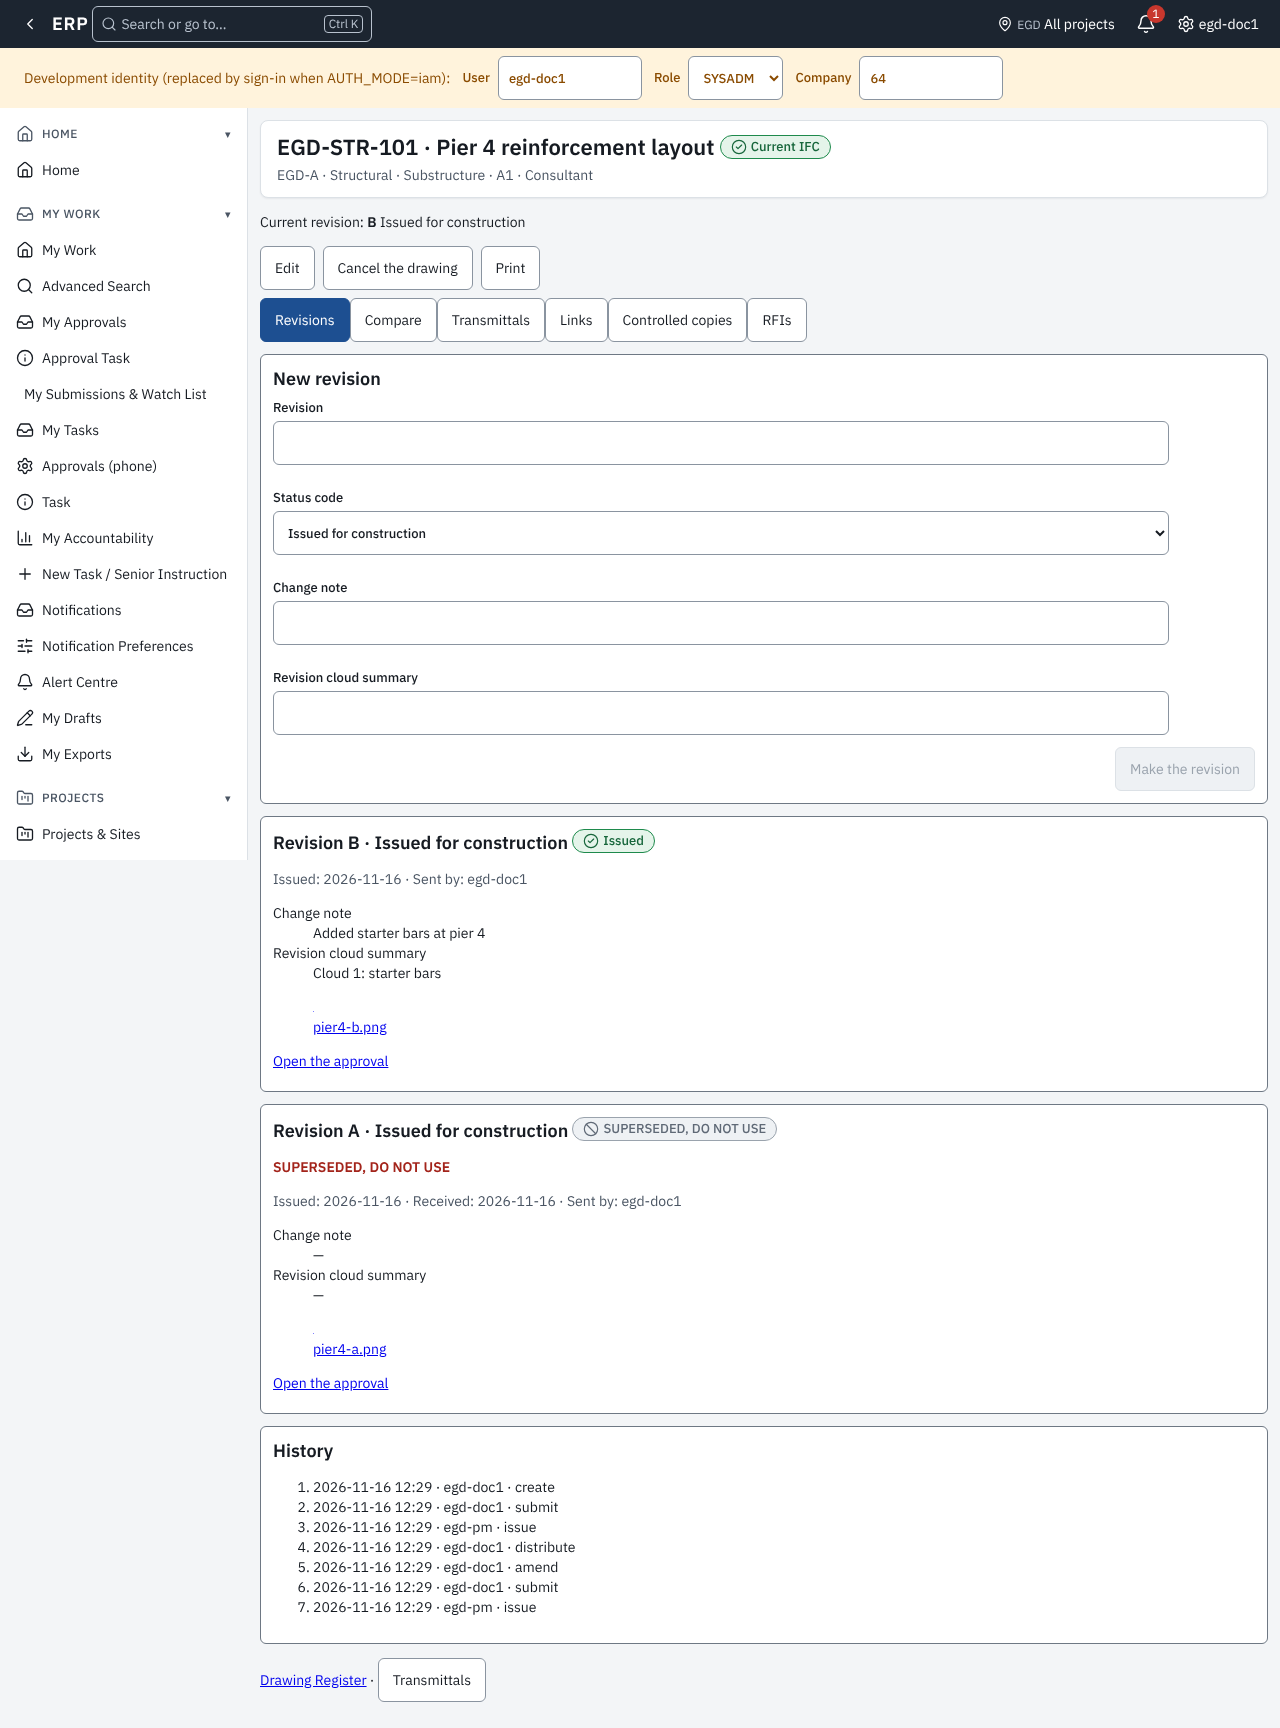 ERP
Search or go to...
Ctrl K
EGD All projects
1
egd-doc1
Development identity (replaced by sign-in when AUTH_MODE=iam):
User
egd-doc1
Role
SYSADM
Company
64
HOME
Home
MY WORK
My Work
Advanced Search
My Approvals
Approval Task
My Submissions & Watch List
My Tasks
Approvals (phone)
Task
My Accountability
New Task / Senior Instruction
Notifications
Notification Preferences
Alert Centre
My Drafts
My Exports
PROJECTS
Projects & Sites
EGD-STR-101 · Pier 4 reinforcement layout
Current IFC
EGD-A · Structural · Substructure · A1 · Consultant
Current revision: B Issued for construction
Edit
Cancel the drawing
Print
Revisions
Compare
Transmittals
Links
Controlled copies
RFIs
New revision
Revision
Status code
Issued for construction
Change note
Revision cloud summary
Make the revision
Revision B · Issued for construction
Issued
Issued: 2026-11-16 · Sent by: egd-doc1
Change note
Added starter bars at pier 4
Revision cloud summary
Cloud 1: starter bars
pier4-b.png
Open the approval
Revision A · Issued for construction
SUPERSEDED, DO NOT USE
SUPERSEDED, DO NOT USE
Issued: 2026-11-16 · Received: 2026-11-16 · Sent by: egd-doc1
Change note
—
Revision cloud summary
—
pier4-a.png
Open the approval
History
1. 2026-11-16 12:29 · egd-doc1 · create
2. 2026-11-16 12:29 · egd-doc1 · submit
3. 2026-11-16 12:29 · egd-pm · issue
4. 2026-11-16 12:29 · egd-doc1 · distribute
5. 2026-11-16 12:29 · egd-doc1 · amend
6. 2026-11-16 12:29 · egd-doc1 · submit
7. 2026-11-16 12:29 · egd-pm · issue
Drawing Register ·
Transmittals